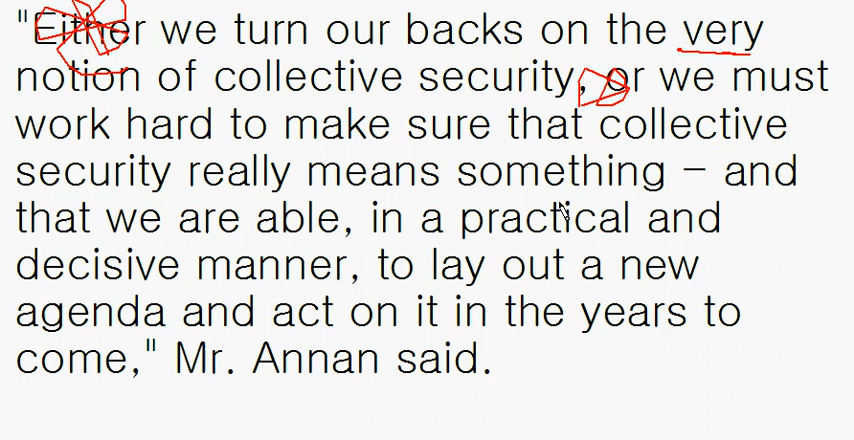 "Either we turn our backs on the very
notion of collective security, or we must
work hard to make sure that collective
security really means something – and
that we are able, in a practical and
decisive manner, to lay out a new
agenda and act on it in the years to
come," Mr. Annan said.